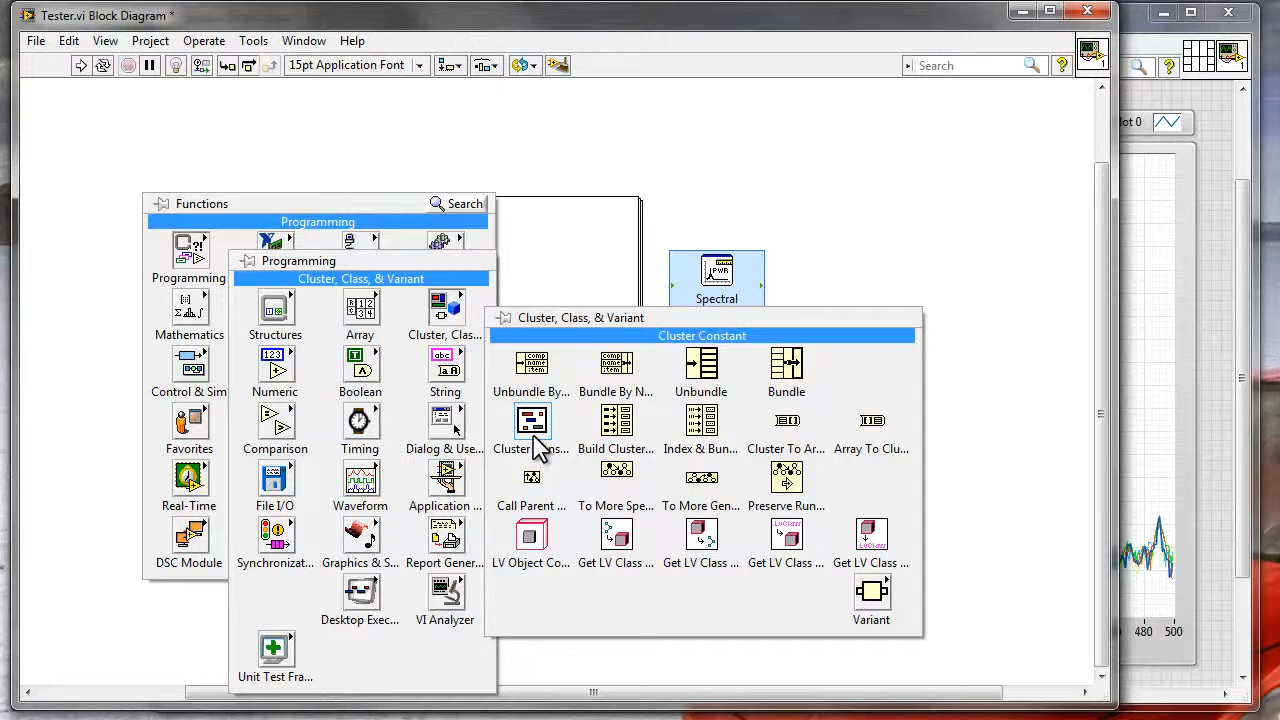 Tester.vi Block Diagram *
File Edit View Project Operate Tools Window Help
15pt Application Font
Search
1
1
lot 0
Functions
Search
Programming
Programming
Mathematics
Control & Sim
Favorites
Real-Time
DSC Module
Programming
Cluster, Class, & Variant
Structures Array Cluster, Clas...
Numeric Boolean String
Comparison Timing Dialog & Use...
File I/O Waveform Application ...
Synchronizat... Graphics & S... Report Gener...
Desktop Exec... VI Analyzer
Unit Test Fra...
PWR
Spectral
Cluster, Class, & Variant
Cluster Constant
Unbundle By... Bundle By N... Unbundle Bundle
Build Cluster... Index & Bun... Cluster To Ar... Array To Clu...
Call Parent ... To More Spe... To More Gen... Preserve Run...
LV Object Co... Get LV Class ... Get LV Class ... Get LV Class ... Get LV Class ...
Variant
480 500